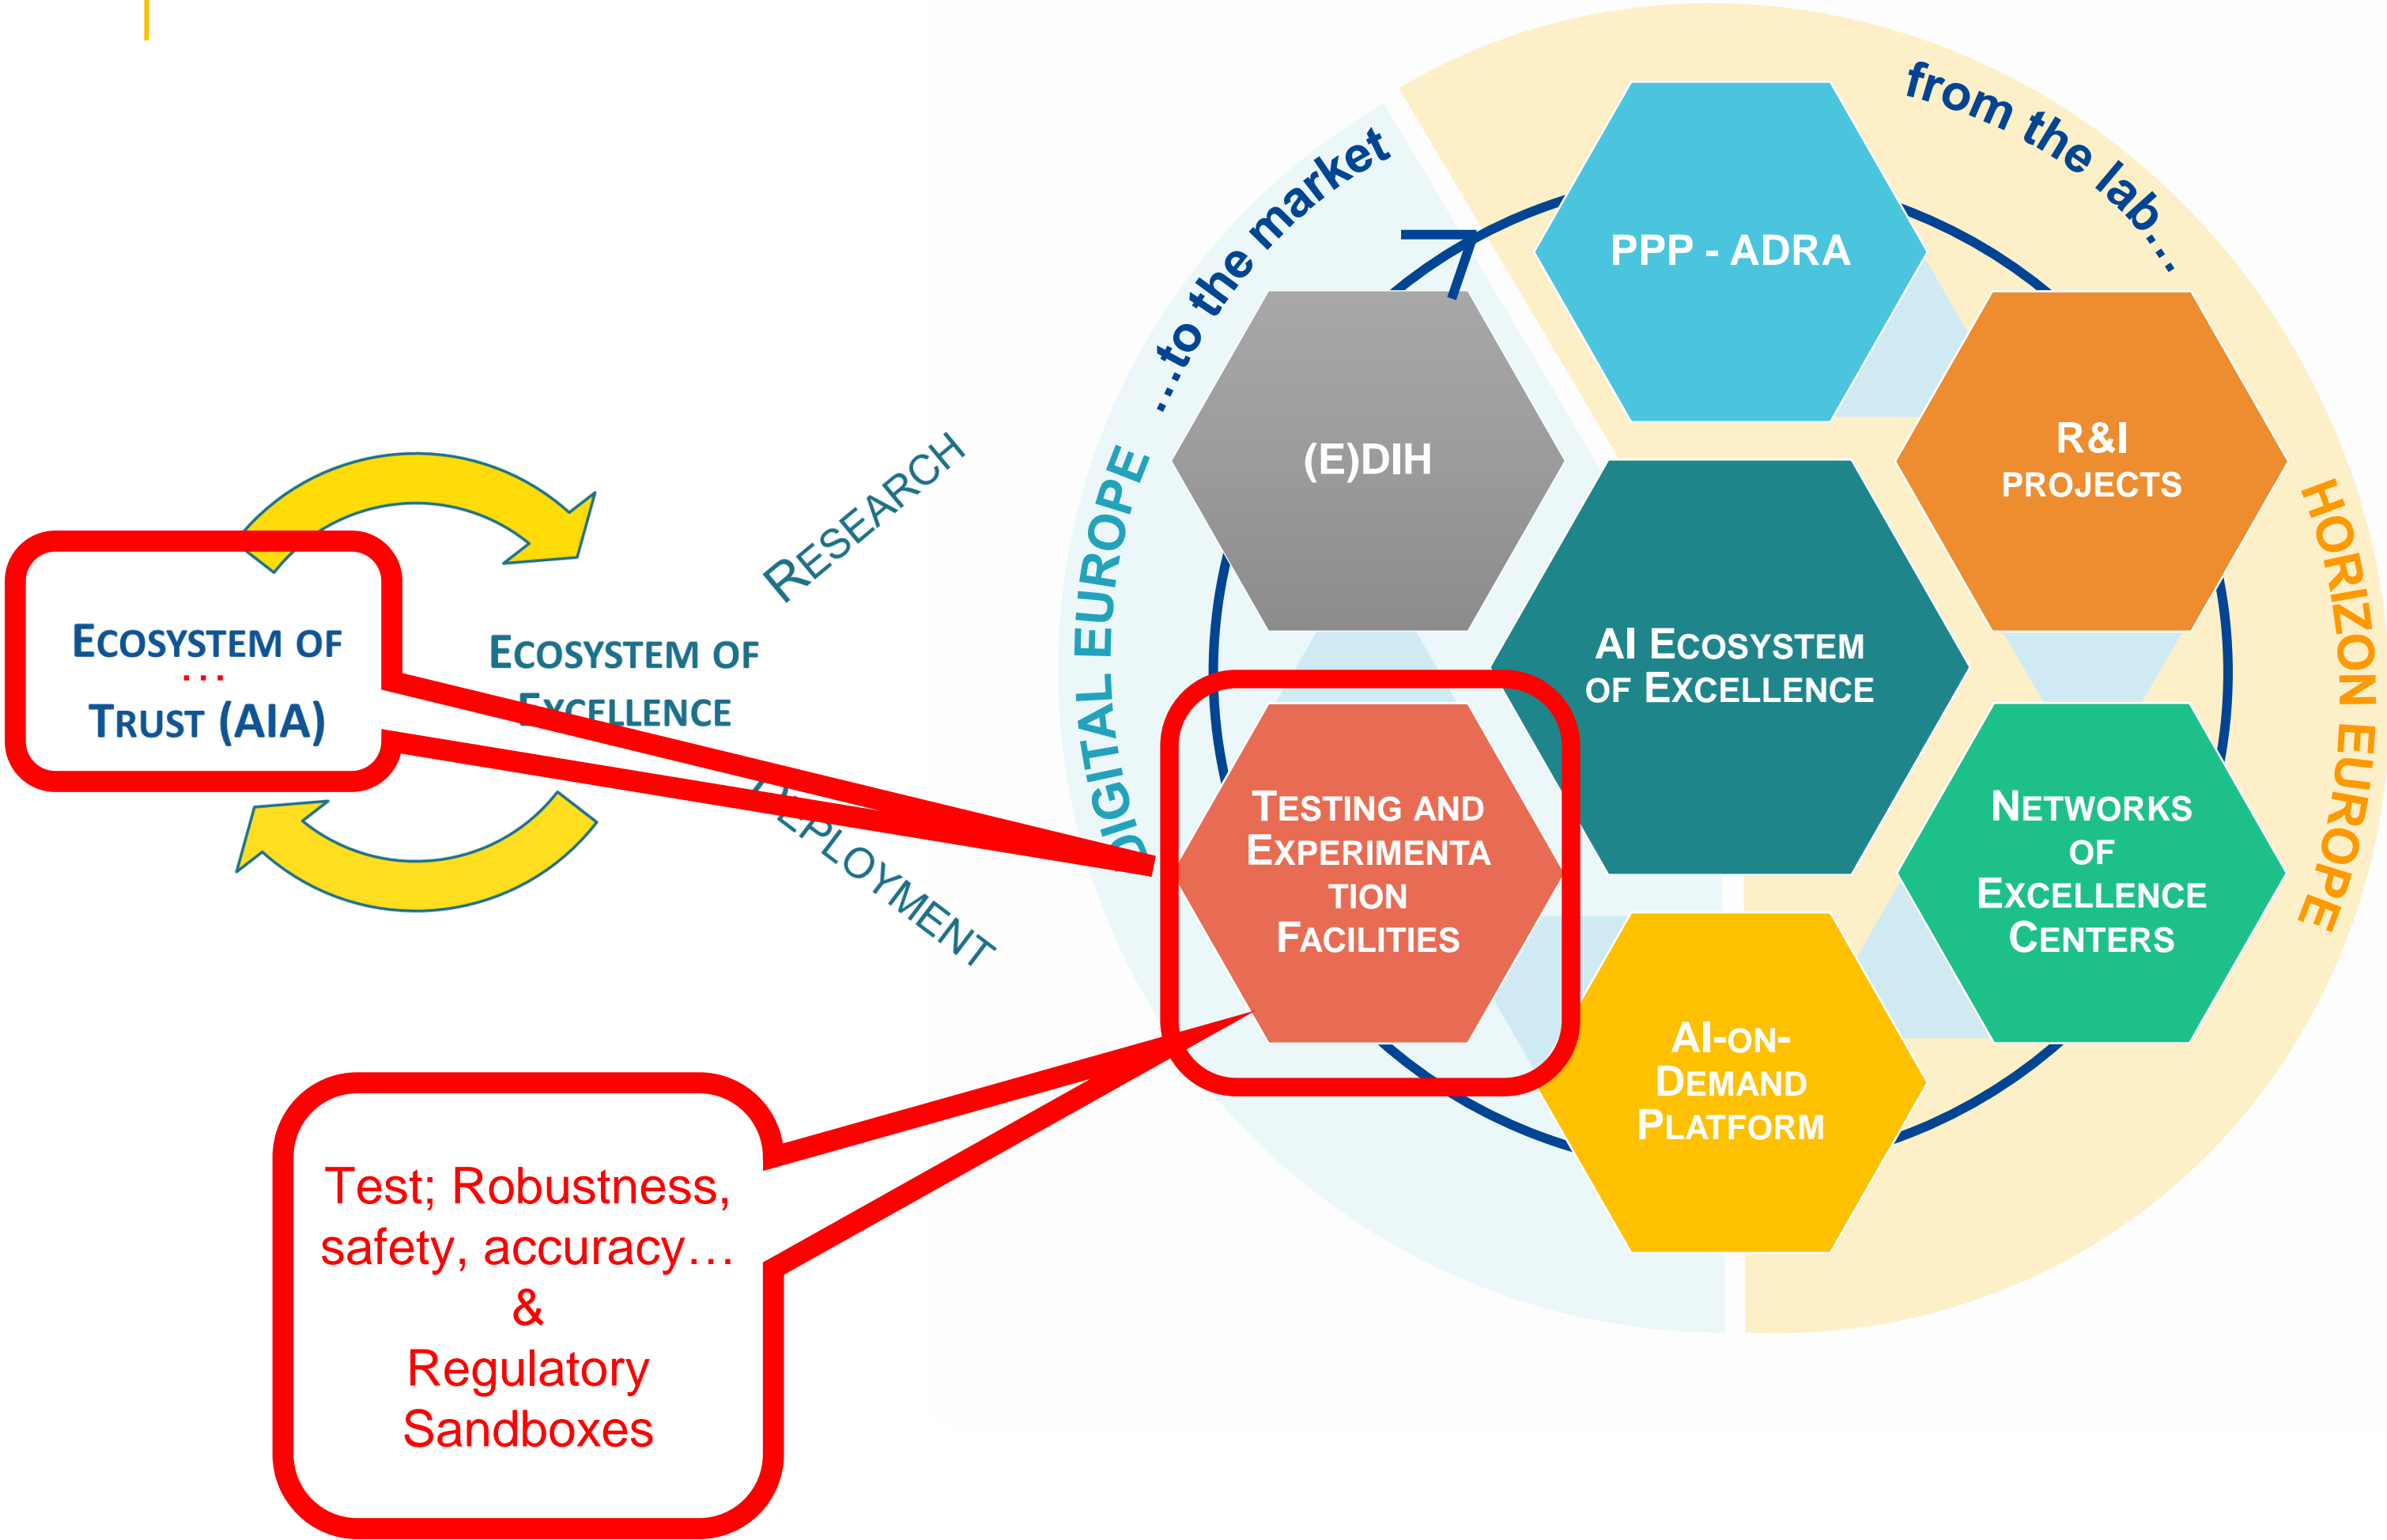 ECOSYSTEM OF
…
TRUST (AIA)
ECOSYSTEM OF
EXCELLENCE
RESEARCH
DEPLOYMENT
Test; Robustness,
safety, accuracy…
&
Regulatory
Sandboxes
DIGITAL EUROPE
…to the market
from the lab…
HORIZON EUROPE
PPP - ADRA
(E)DIH
R&I
PROJECTS
AI ECOSYSTEM
OF EXCELLENCE
TESTING AND
EXPERIMENTA
TION
FACILITIES
NETWORKS
OF
EXCELLENCE
CENTERS
AI-ON-
DEMAND
PLATFORM